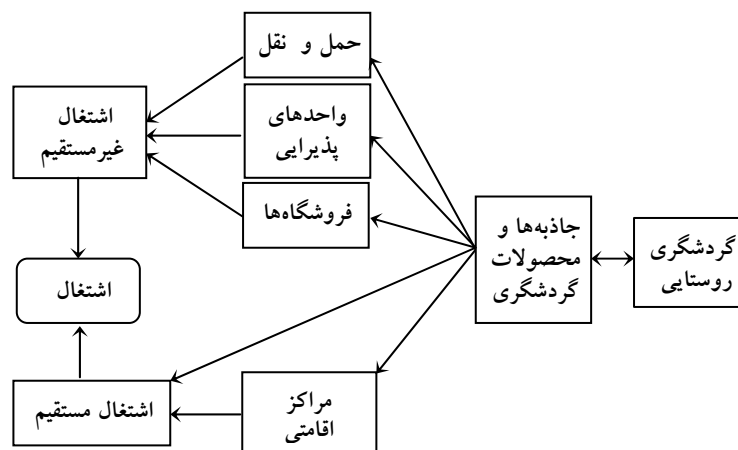 حمل و نقل
واحدهای
پذیرایی
فروشگاه‌ها
اشتغال
غیرمستقیم
جاذبه‌ها و
محصولات
گردشگری
گردشگری
روستایی
اشتغال
اشتغال مستقیم
مراکز
اقامتی